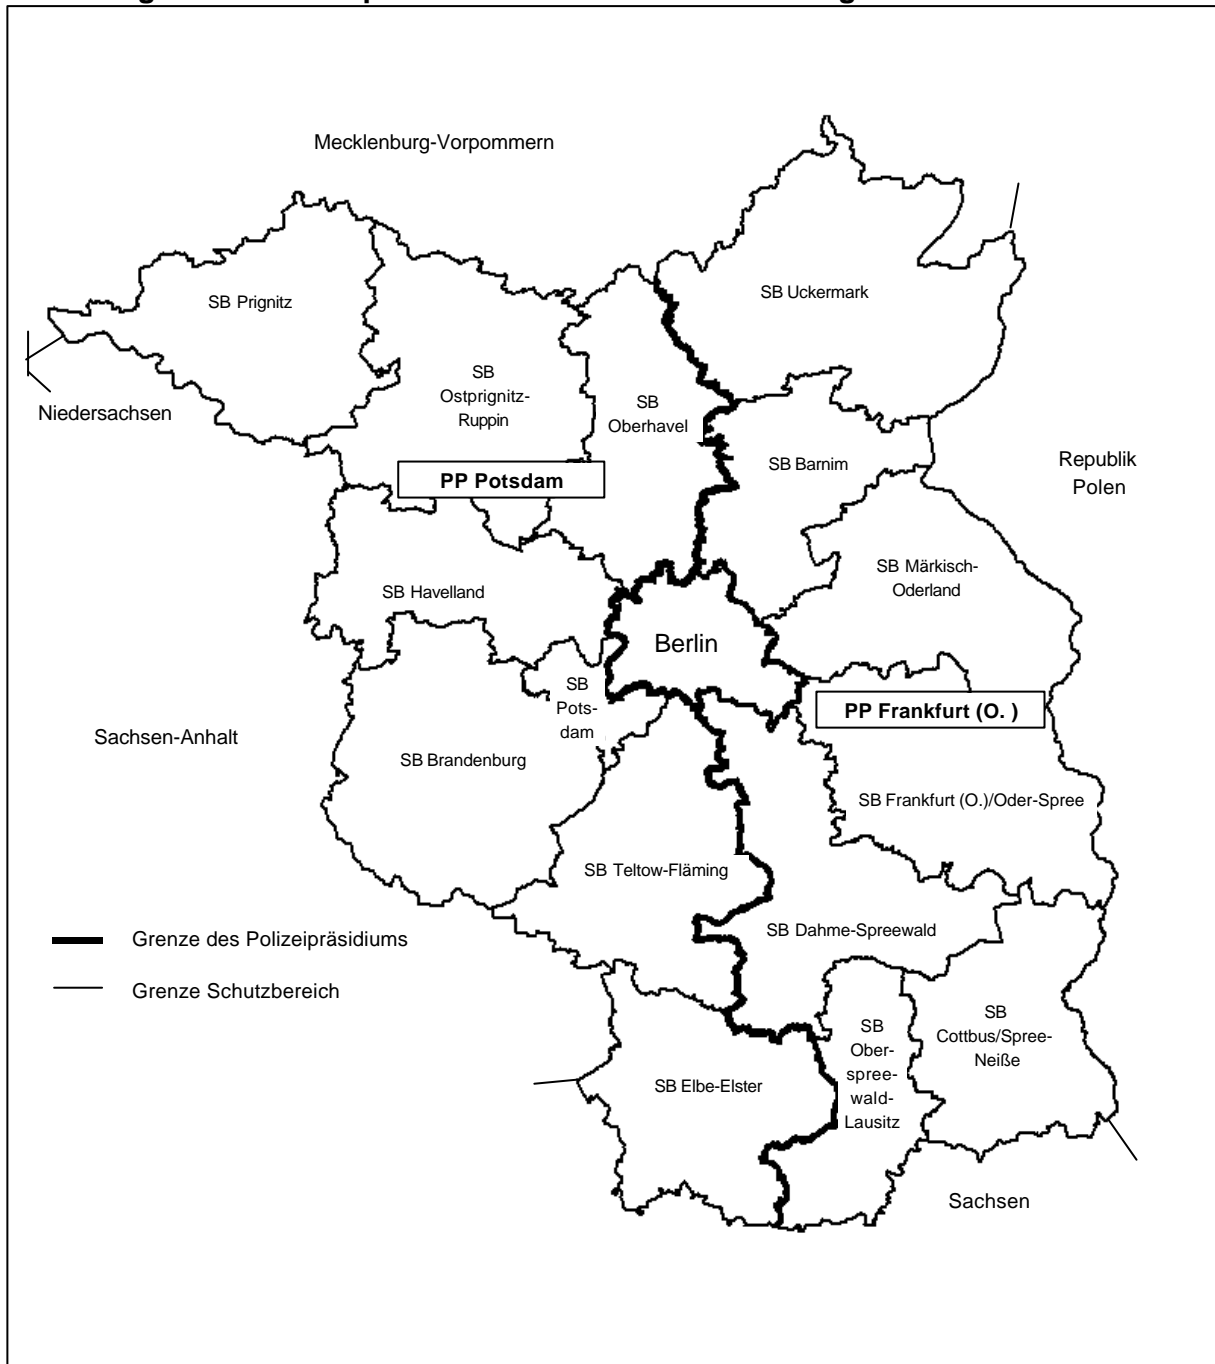 Mecklenburg-Vorpommern
SB Uckermark
SB Prignitz
SB
Ostprignitz-
Ruppin
SB
Oberhavel
Niedersachsen
SB Barnim
Republik
Polen
PP Potsdam
SB Märkisch-
Oderland
SB Havelland
Berlin
SB
Pots-
dam
PP Frankfurt (O. )
Sachsen-Anhalt
SB Brandenburg
SB Frankfurt (O.)/Oder-Spree
SB Teltow-Fläming
SB Dahme-Spreewald
Grenze des Polizeipräsidiums
Grenze Schutzbereich
SB
Cottbus/Spree-
Neiße
SB
Ober-
spree-
wald-
Lausitz
SB Elbe-Elster
Sachsen